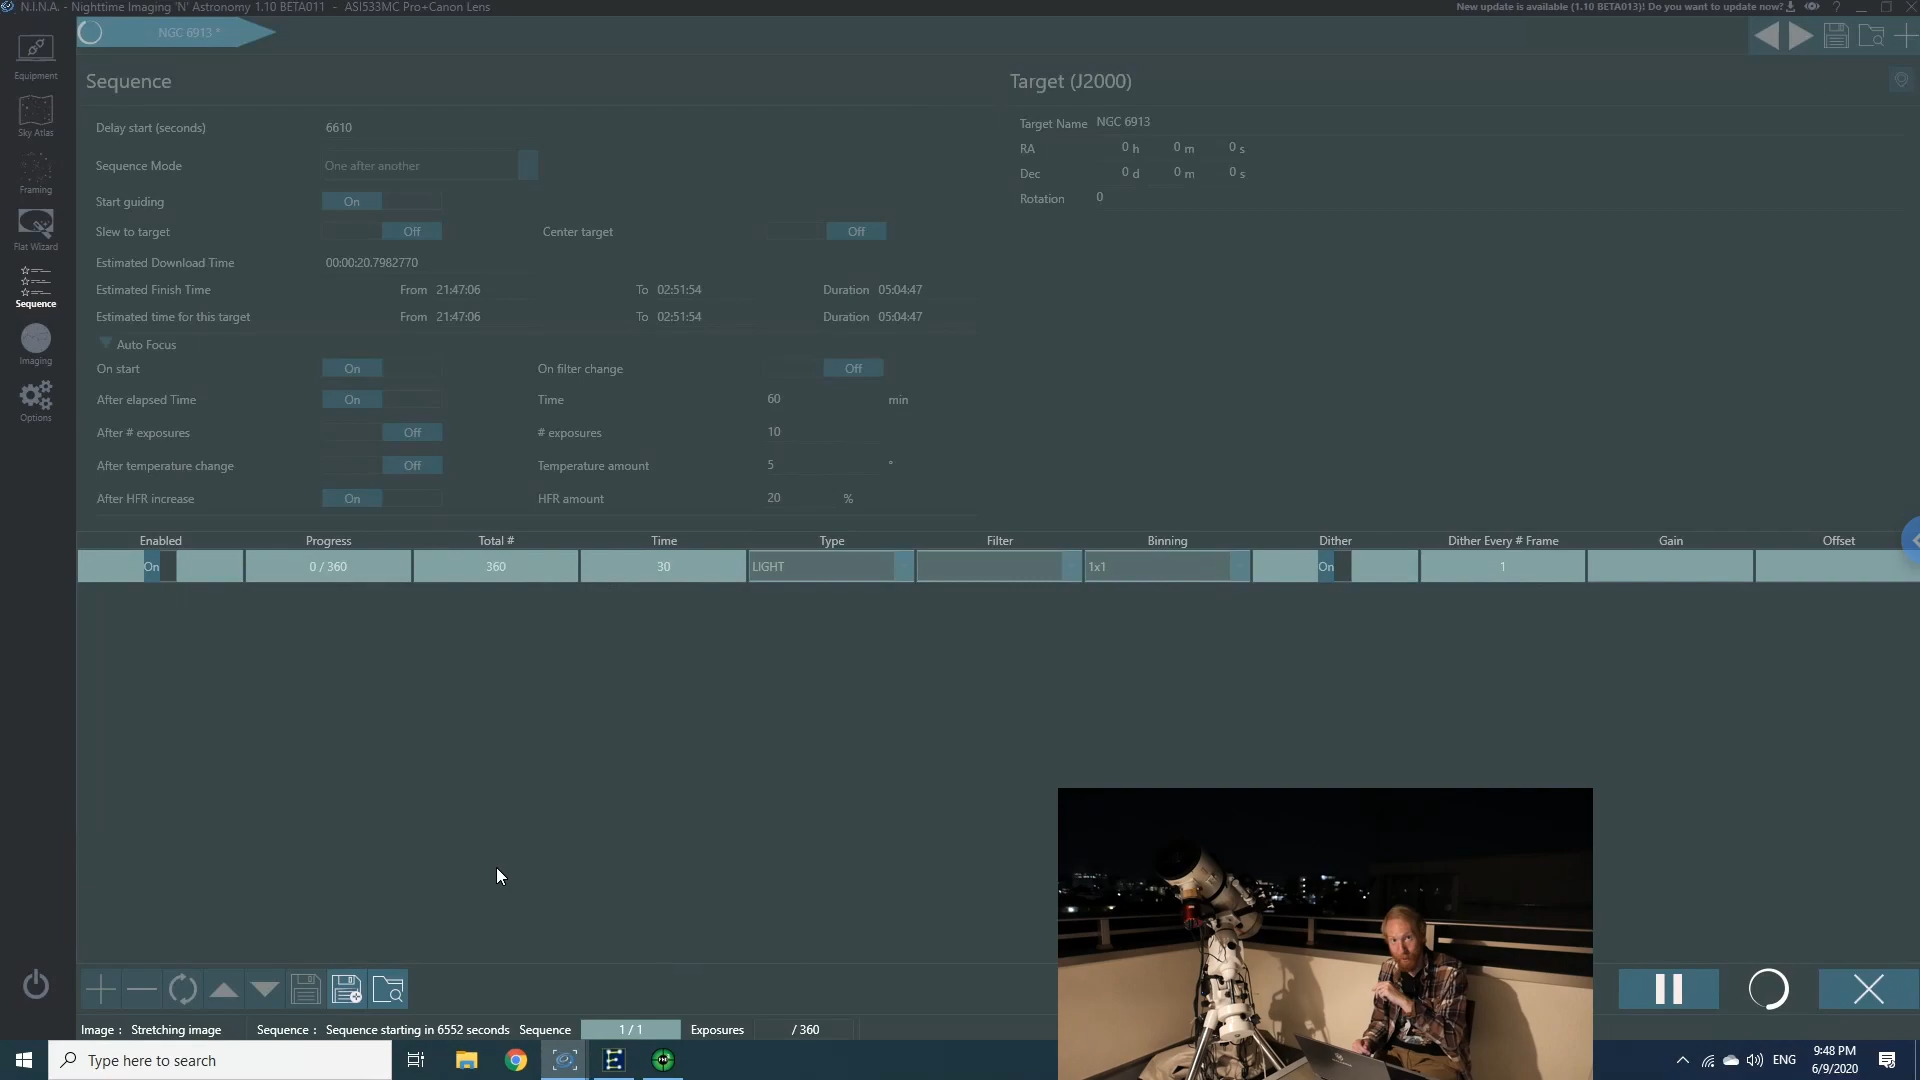 N.I.N.A. - Nighttime Imaging 'N' Astronomy 1.10 BETA011 - ASI533MC Pro+Canon Lens
New update is available (1.10 BETA013)! Do you want to update now?
NGC 6913 *
Equipment
Sky Atlas
Framing
Flat Wizard
Sequence
Imaging
Options
Sequence
Delay start (seconds) 6610
Sequence Mode One after another
Start guiding On
Slew to target Off Center target Off
Estimated Download Time 00:00:20.7982770
Estimated Finish Time From 21:47:06 To 02:51:54 Duration 05:04:47
Estimated time for this target From 21:47:06 To 02:51:54 Duration 05:04:47
Auto Focus
On start On On filter change Off
After elapsed Time On Time 60 min
After # exposures Off # exposures 10
After temperature change Off Temperature amount 5 °
After HFR increase On HFR amount 20 %
Target (J2000)
Target Name NGC 6913
RA 0 h 0 m 0 s
Dec 0 d 0 m 0 s
Rotation 0
Enabled Progress Total # Time Type Filter Binning Dither Dither Every # Frame Gain Offset
On 0 / 360 360 30 LIGHT 1x1 On 1
Image : Stretching image Sequence : Sequence starting in 6552 seconds Sequence 1 / 1 Exposures / 360
Type here to search
ENG
9:48 PM
6/9/2020